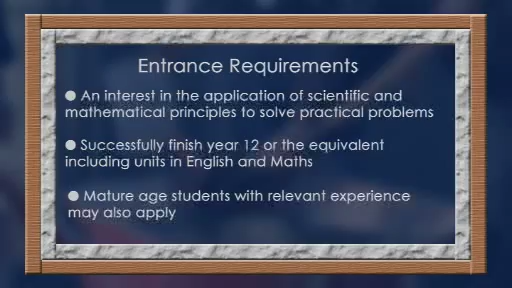 Entrance Requirements
● An interest in the application of scientific and
mathematical principles to solve practical problems
● Successfully finish year 12 or the equivalent
including units in English and Maths
● Mature age students with relevant experience
may also apply